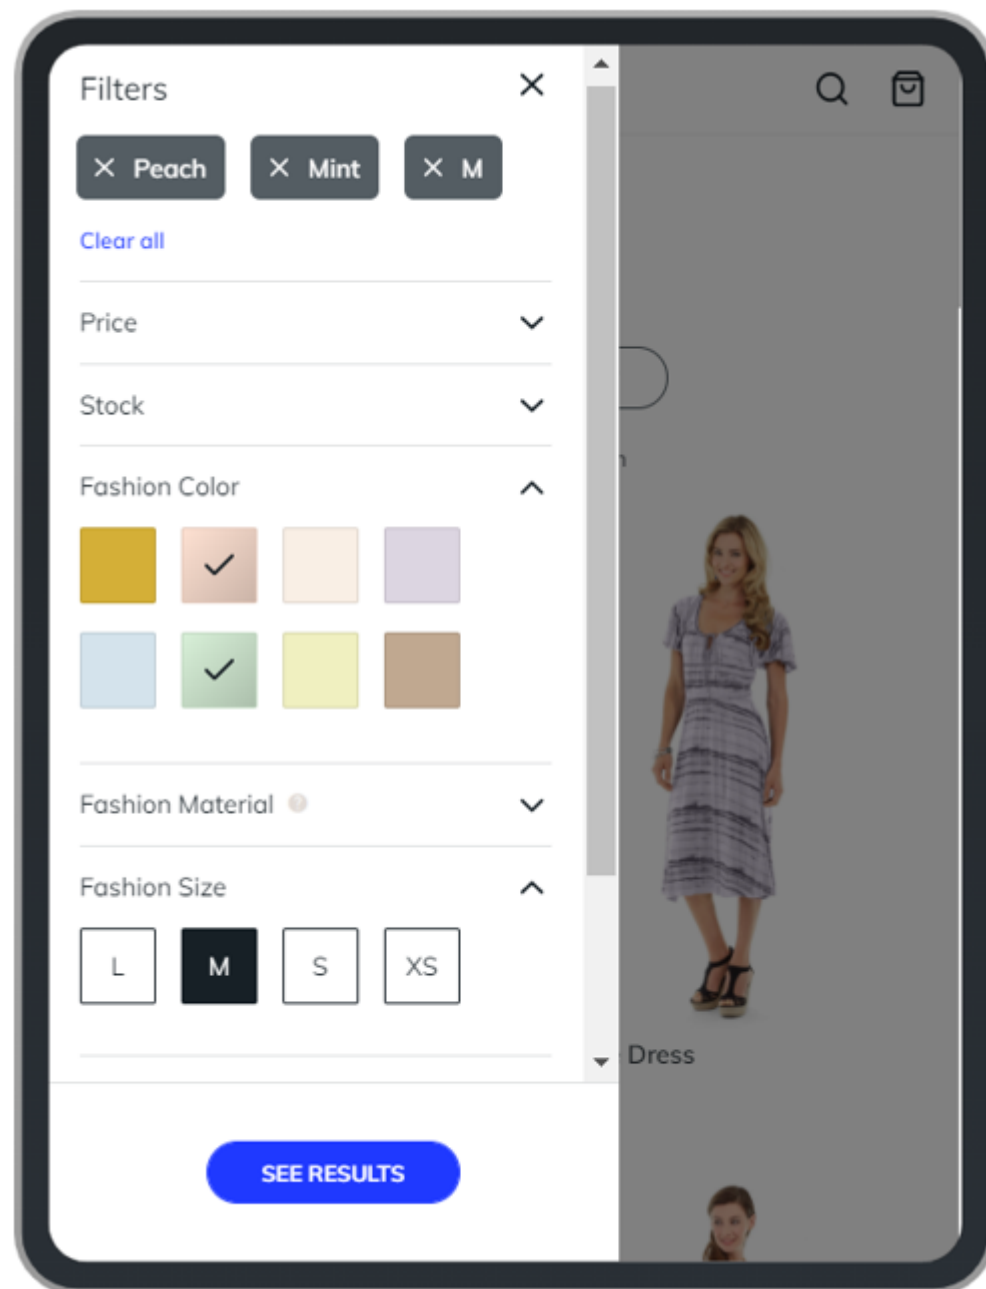 Filters
Peach Mint M
Clear all
Price
Stock
Fashion Color
Fashion Material ?
Fashion Size
L M S XS
Dress
SEE RESULTS